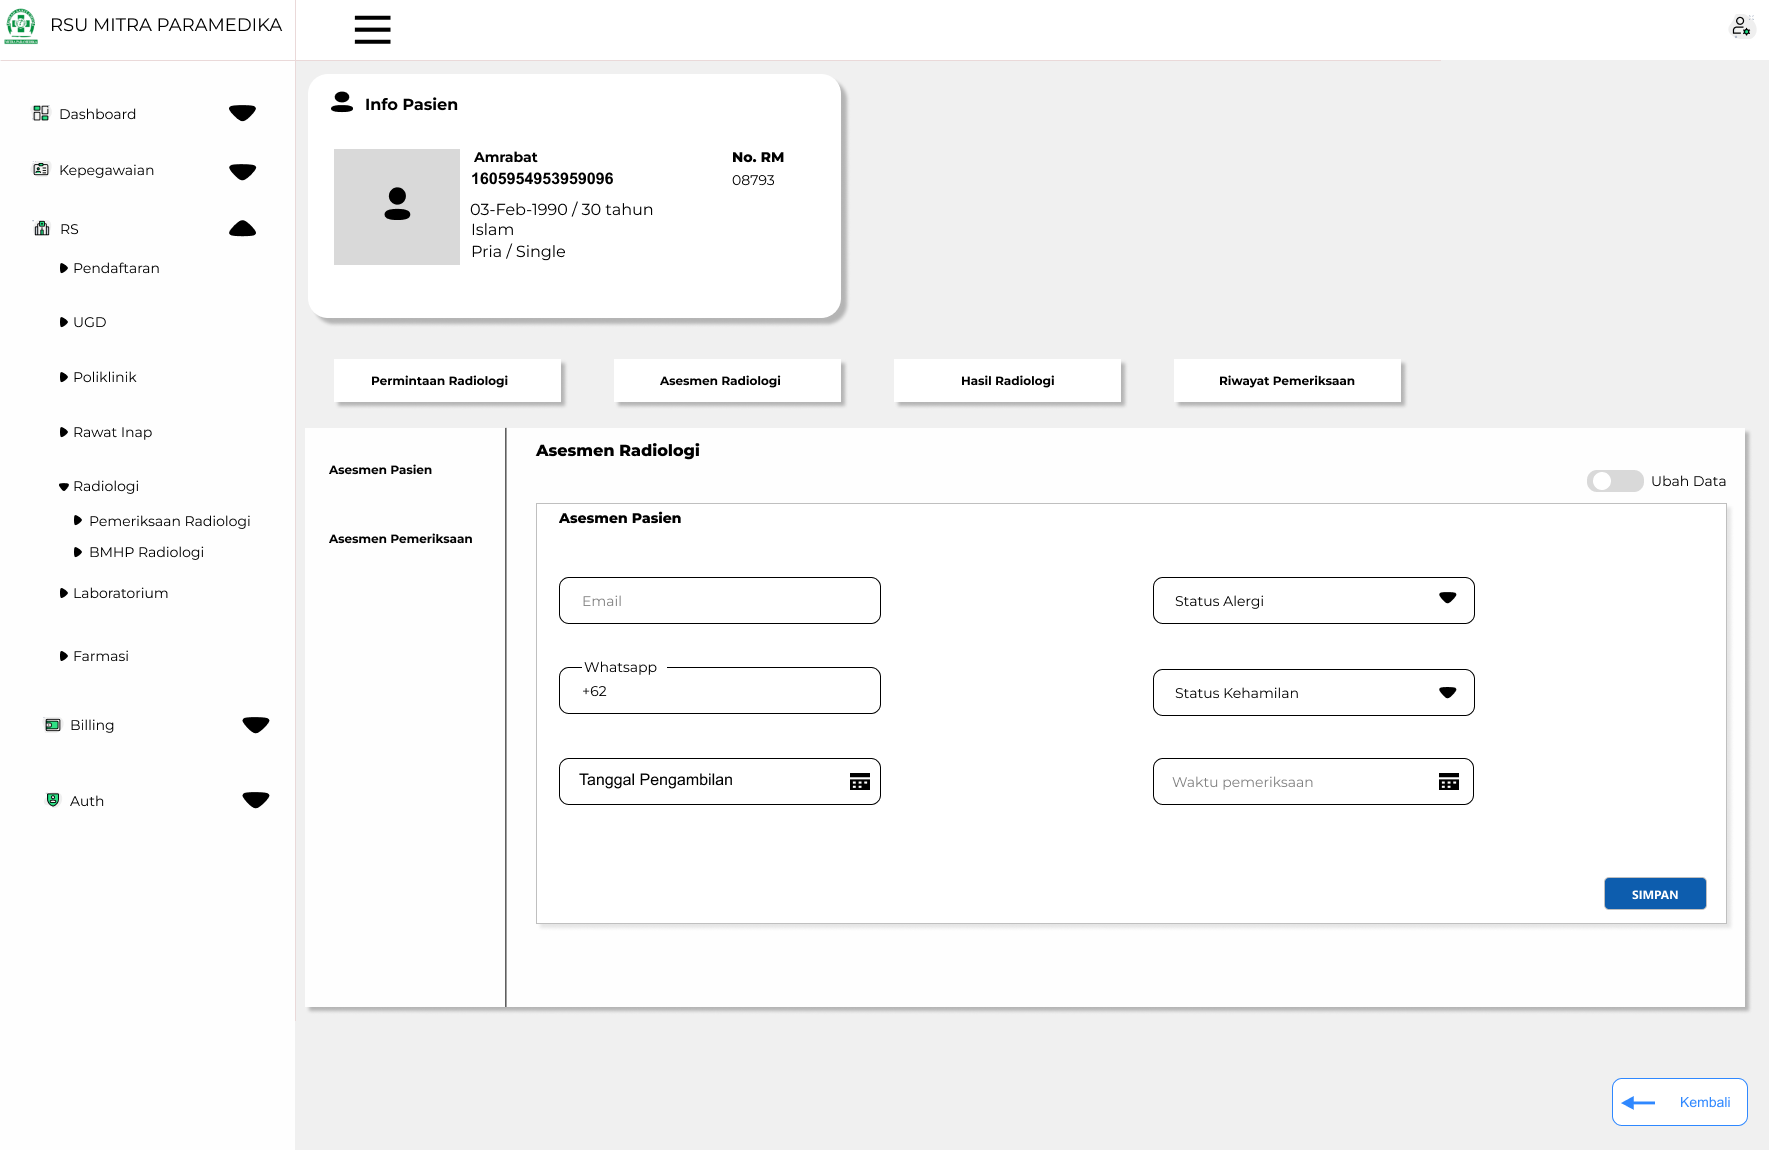 RSU MITRA PARAMEDIKA
Dashboard
Kepegawaian
RS
Pendaftaran
UGD
Poliklinik
Rawat Inap
Radiologi
Pemeriksaan Radiologi
BMHP Radiologi
Laboratorium
Farmasi
Billing
Auth
Info Pasien
Amrabat
1605954953959096
03-Feb-1990 / 30 tahun
Islam
Pria / Single
No. RM
08793
Permintaan Radiologi
Asesmen Radiologi
Hasil Radiologi
Riwayat Pemeriksaan
Asesmen Pasien
Asesmen Pemeriksaan
Asesmen Radiologi
Ubah Data
Asesmen Pasien
Email
Status Alergi
Whatsapp
+62
Status Kehamilan
Tanggal Pengambilan
Waktu pemeriksaan
SIMPAN
Kembali